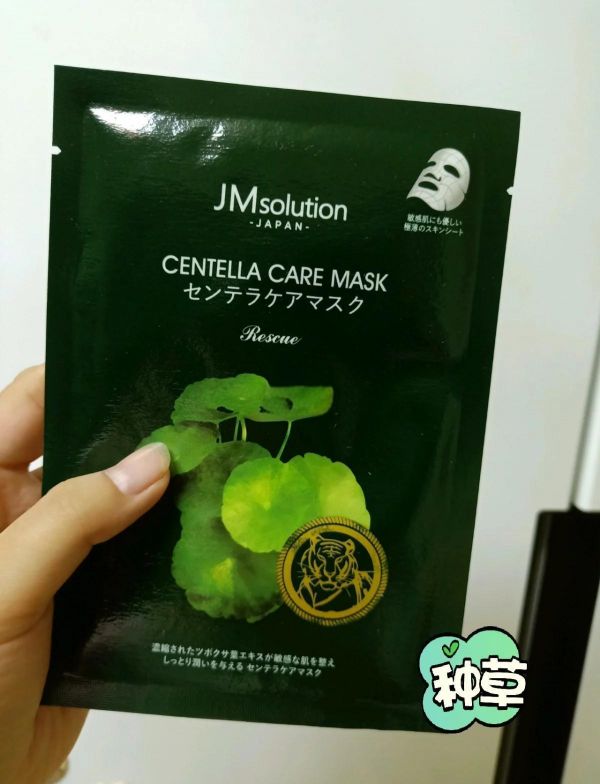 JMsolution
-JAPAN-
敏感肌にも優しい
極薄のスキンシート
CENTELLA CARE MASK
センテラケアマスク
Rescue
濃縮されたツボクサ葉エキスが敏感な肌を整え
しっとり潤いを与える センテラケアマスク
种草